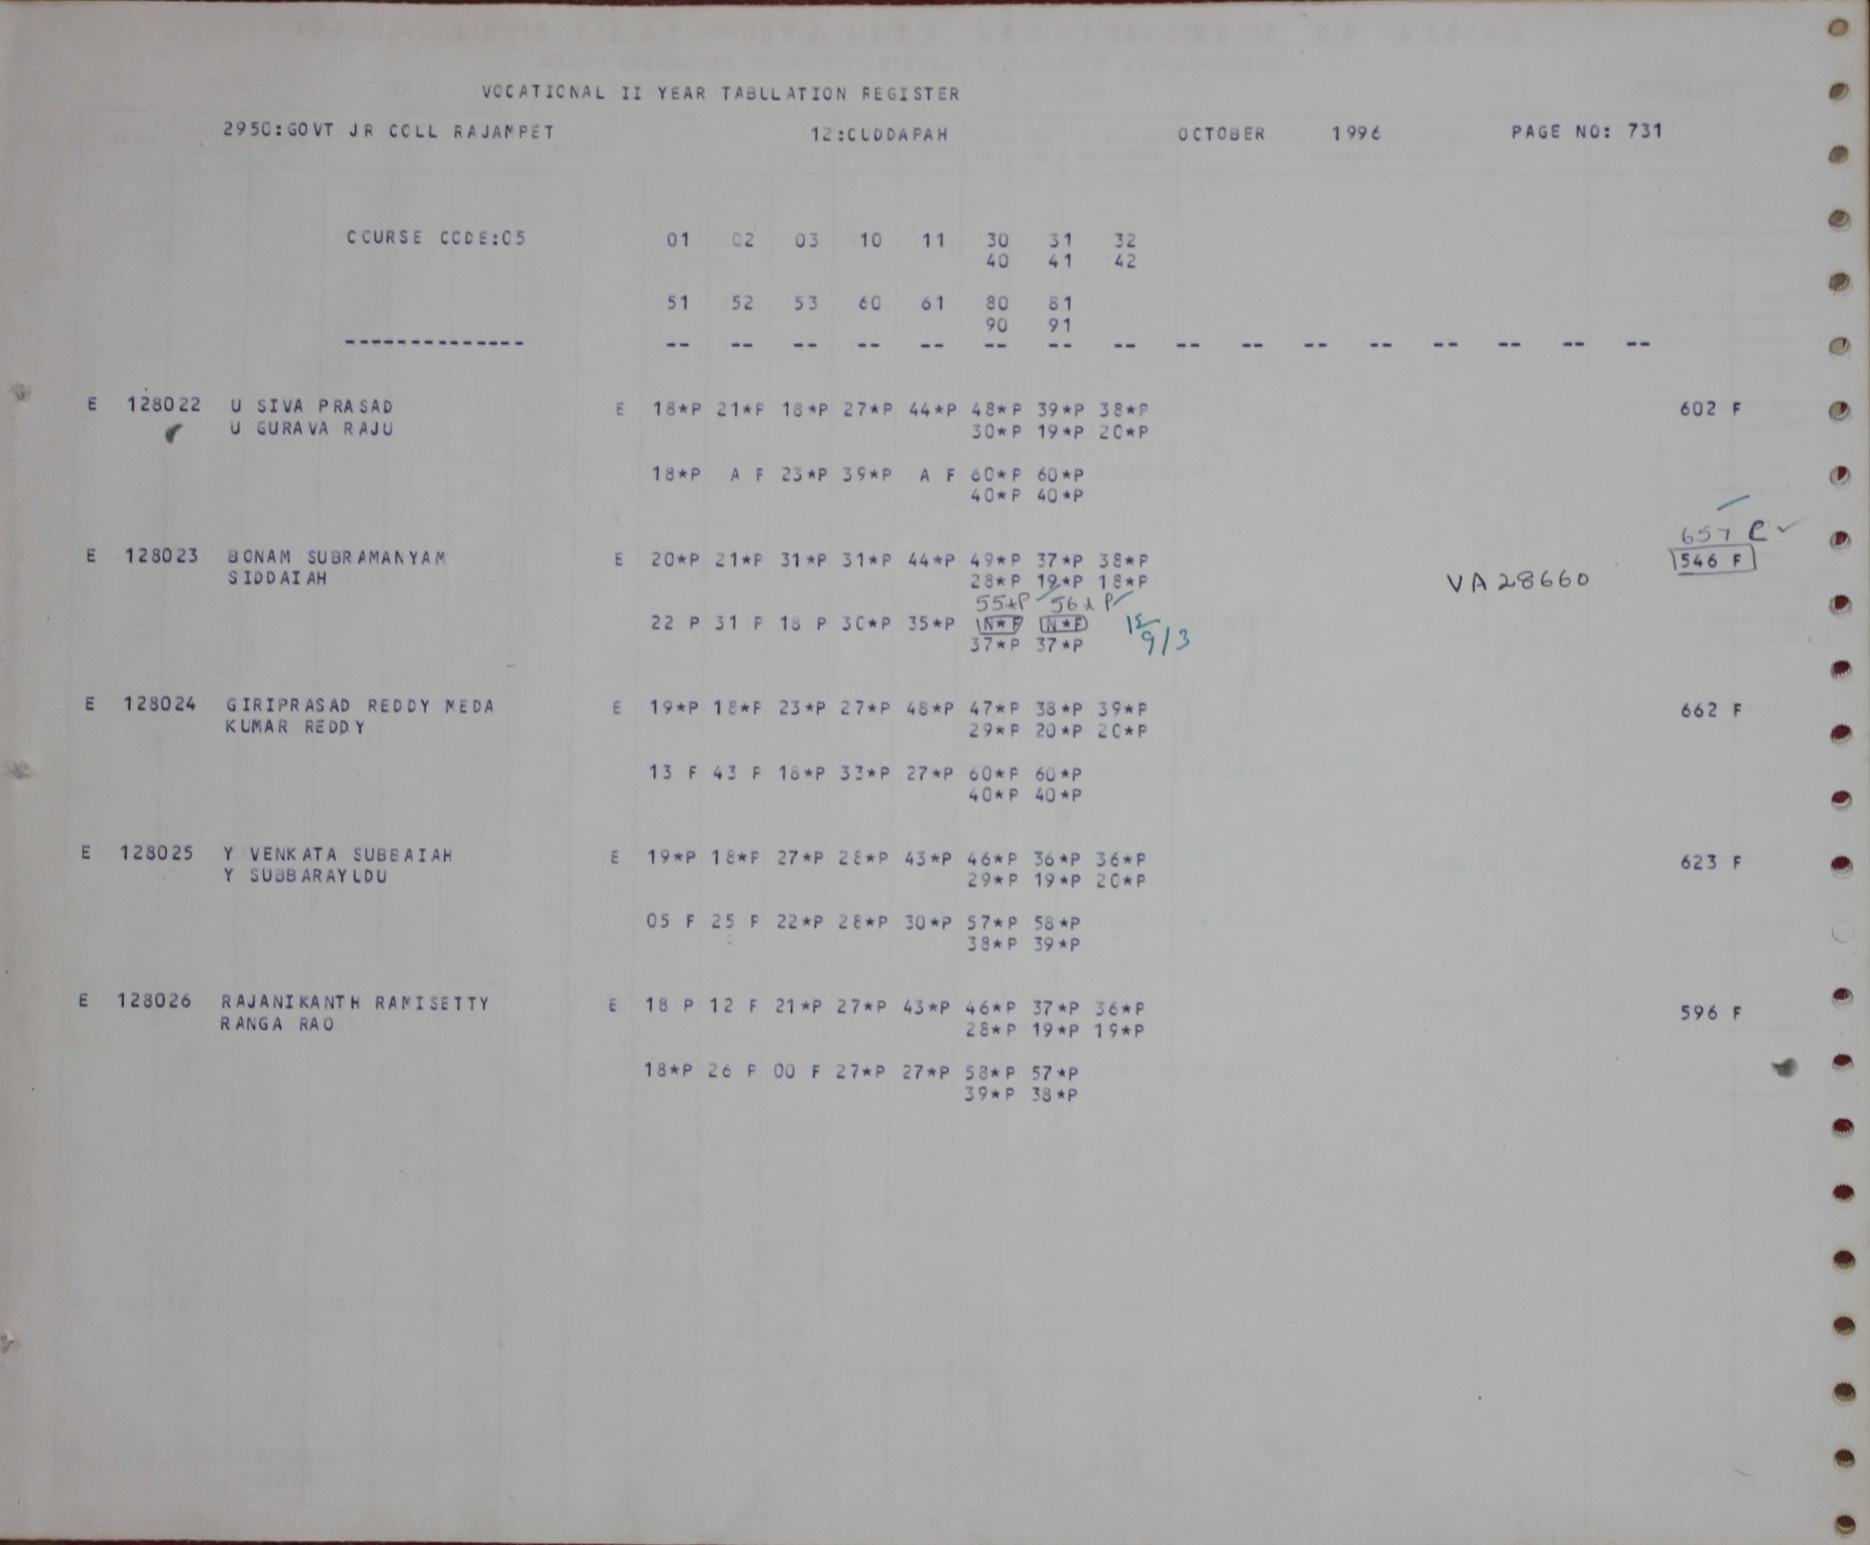 VOCATIONAL II YEAR TABULATION REGISTER
2950:GOVT JR COLL RAJAMPET 12:CUDDAPAH OCTOBER 1996 PAGE NO: 731
COURSE CODE:05 01 02 03 10 11 30 31 32
40 41 42
51 52 53 60 61 80 81
90 91
-------------- -- -- -- -- -- -- -- -- -- -- -- -- -- -- -- --
E 128022 U SIVA PRASAD E 18*P 21*P 18*P 27*P 44*P 48*P 39*P 38*P 602 F
U GURAVA RAJU 30*P 19*P 20*P
18*P A F 23*P 39*P A F 60*P 60*P
40*P 40*P
657
E 128023 BONAM SUBRAMANYAM E 20*P 21*P 31*P 31*P 44*P 49*P 37*P 38*P 546 F
SIDDAIAH 28*P 19*P 18*P VA28660
55*P 56*P
22 P 31 P 18 P 30*P 35*P N*F N*F
37*P 37*P
E 128024 GIRIPRASAD REDDY MEDA E 19*P 18*P 23*P 27*P 48*P 47*P 38*P 39*P 662 F
KUMAR REDDY 29*P 20*P 20*P
13 F 43 P 18*P 33*P 27*P 60*P 60*P
40*P 40*P
E 128025 Y VENKATA SUBBAIAH E 19*P 18*P 27*P 28*P 43*P 46*P 36*P 36*P 623 F
Y SUBBARAYUDU 29*P 19*P 20*P
05 F 25 P 22*P 28*P 30*P 57*P 58*P
38*P 39*P
E 128026 RAJANIKANTH RAMISETTY E 18 P 12 F 21*P 27*P 43*P 46*P 37*P 36*P 596 F
RANGA RAO 28*P 19*P 19*P
18*P 26 P 00 F 27*P 27*P 58*P 57*P
39*P 38*P